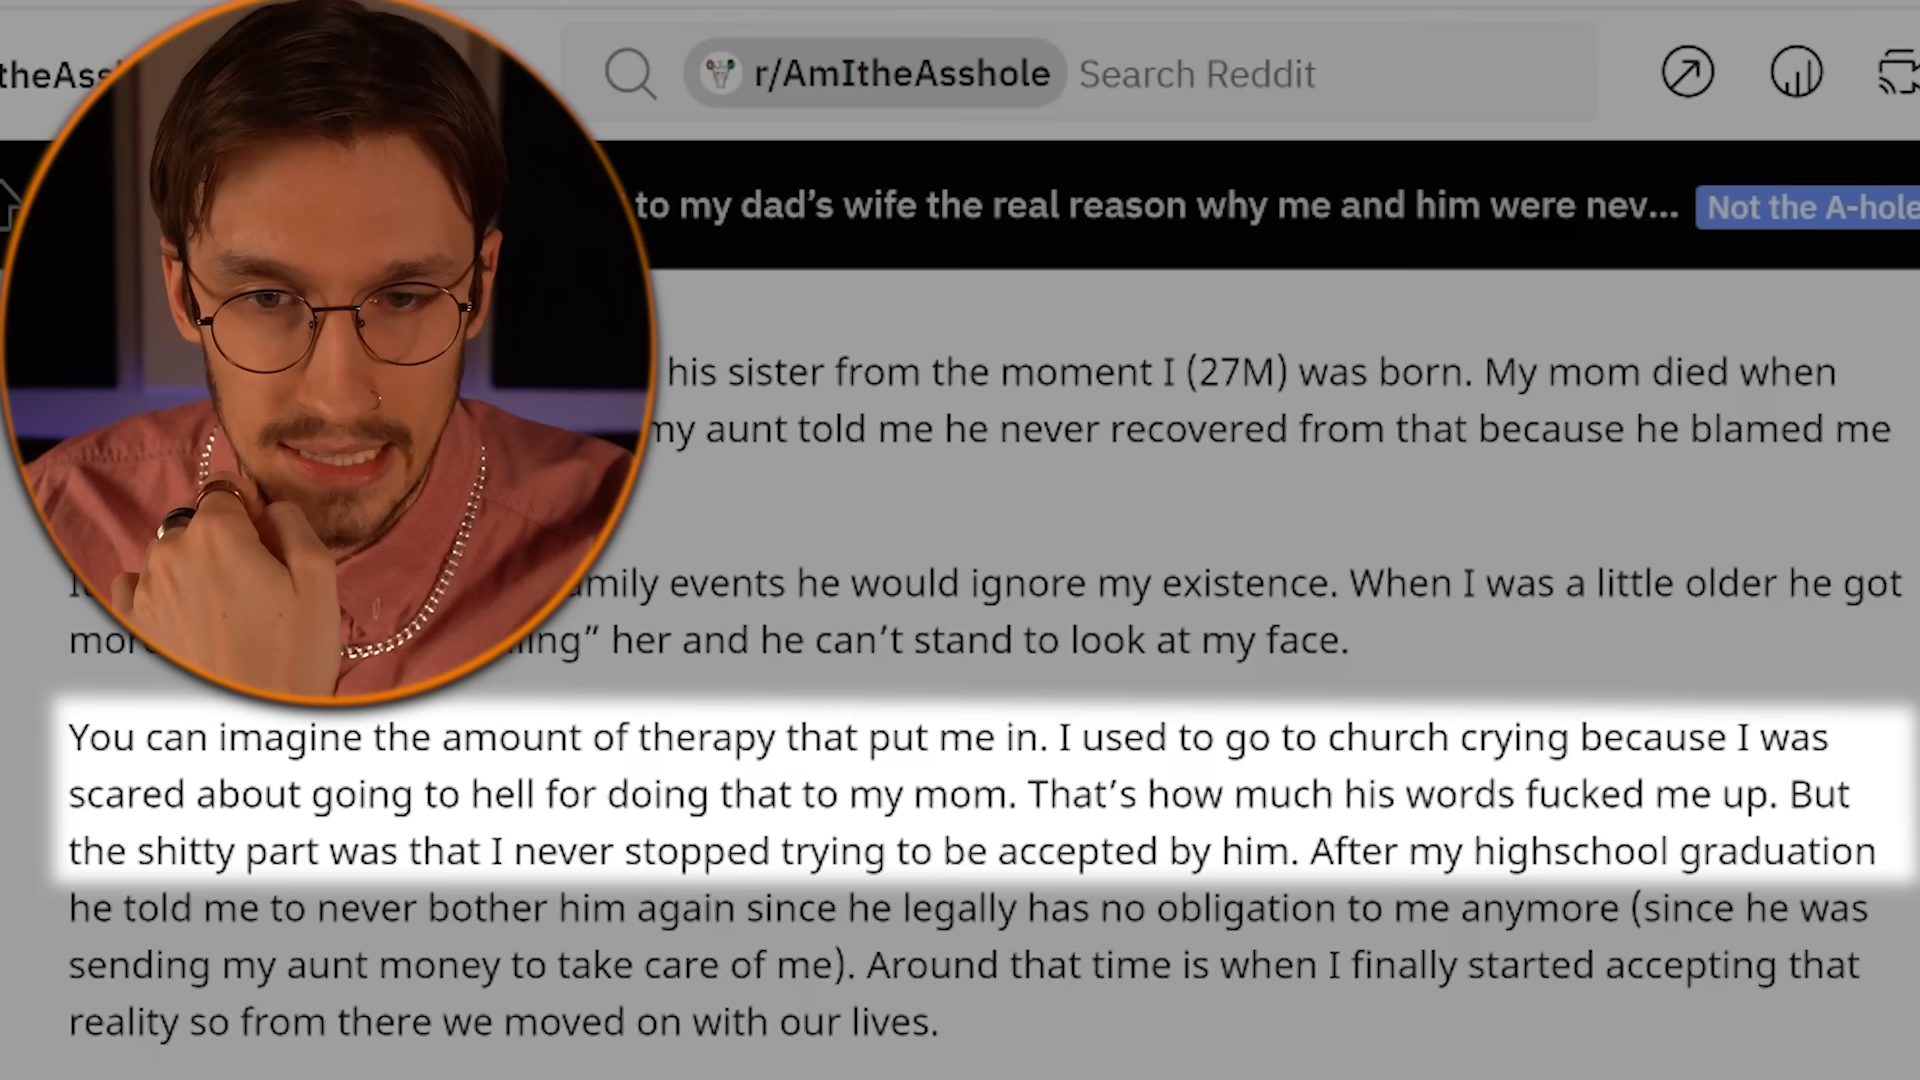 theAss
r/AmItheAsshole Search Reddit
to my dad’s wife the real reason why me and him were nev... Not the A-hole
his sister from the moment I (27M) was born. My mom died when
my aunt told me he never recovered from that because he blamed me
family events he would ignore my existence. When I was a little older he got
her and he can’t stand to look at my face.
You can imagine the amount of therapy that put me in. I used to go to church crying because I was
scared about going to hell for doing that to my mom. That’s how much his words fucked me up. But
the shitty part was that I never stopped trying to be accepted by him. After my highschool graduation
he told me to never bother him again since he legally has no obligation to me anymore (since he was
sending my aunt money to take care of me). Around that time is when I finally started accepting that
reality so from there we moved on with our lives.